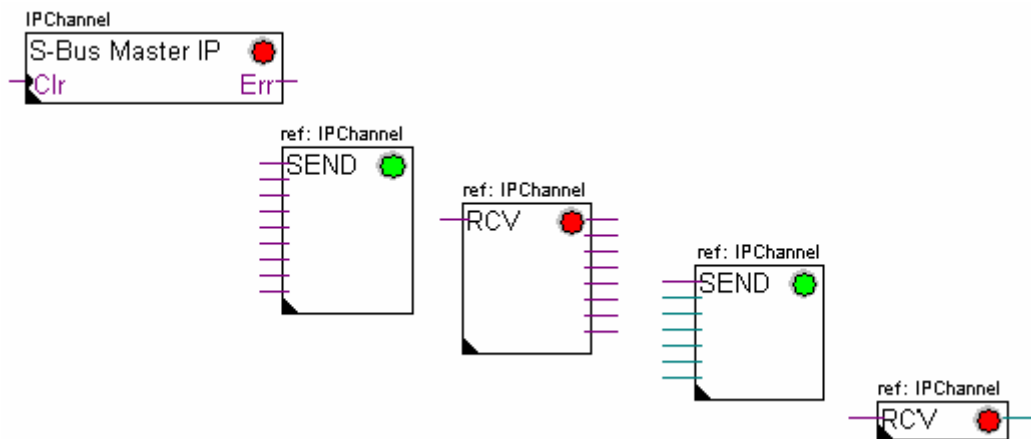 IPChannel
S-Bus Master IP
Clr Err
ref: IPChannel
SEND
ref: IPChannel
RCV
ref: IPChannel
SEND
ref: IPChannel
RCV